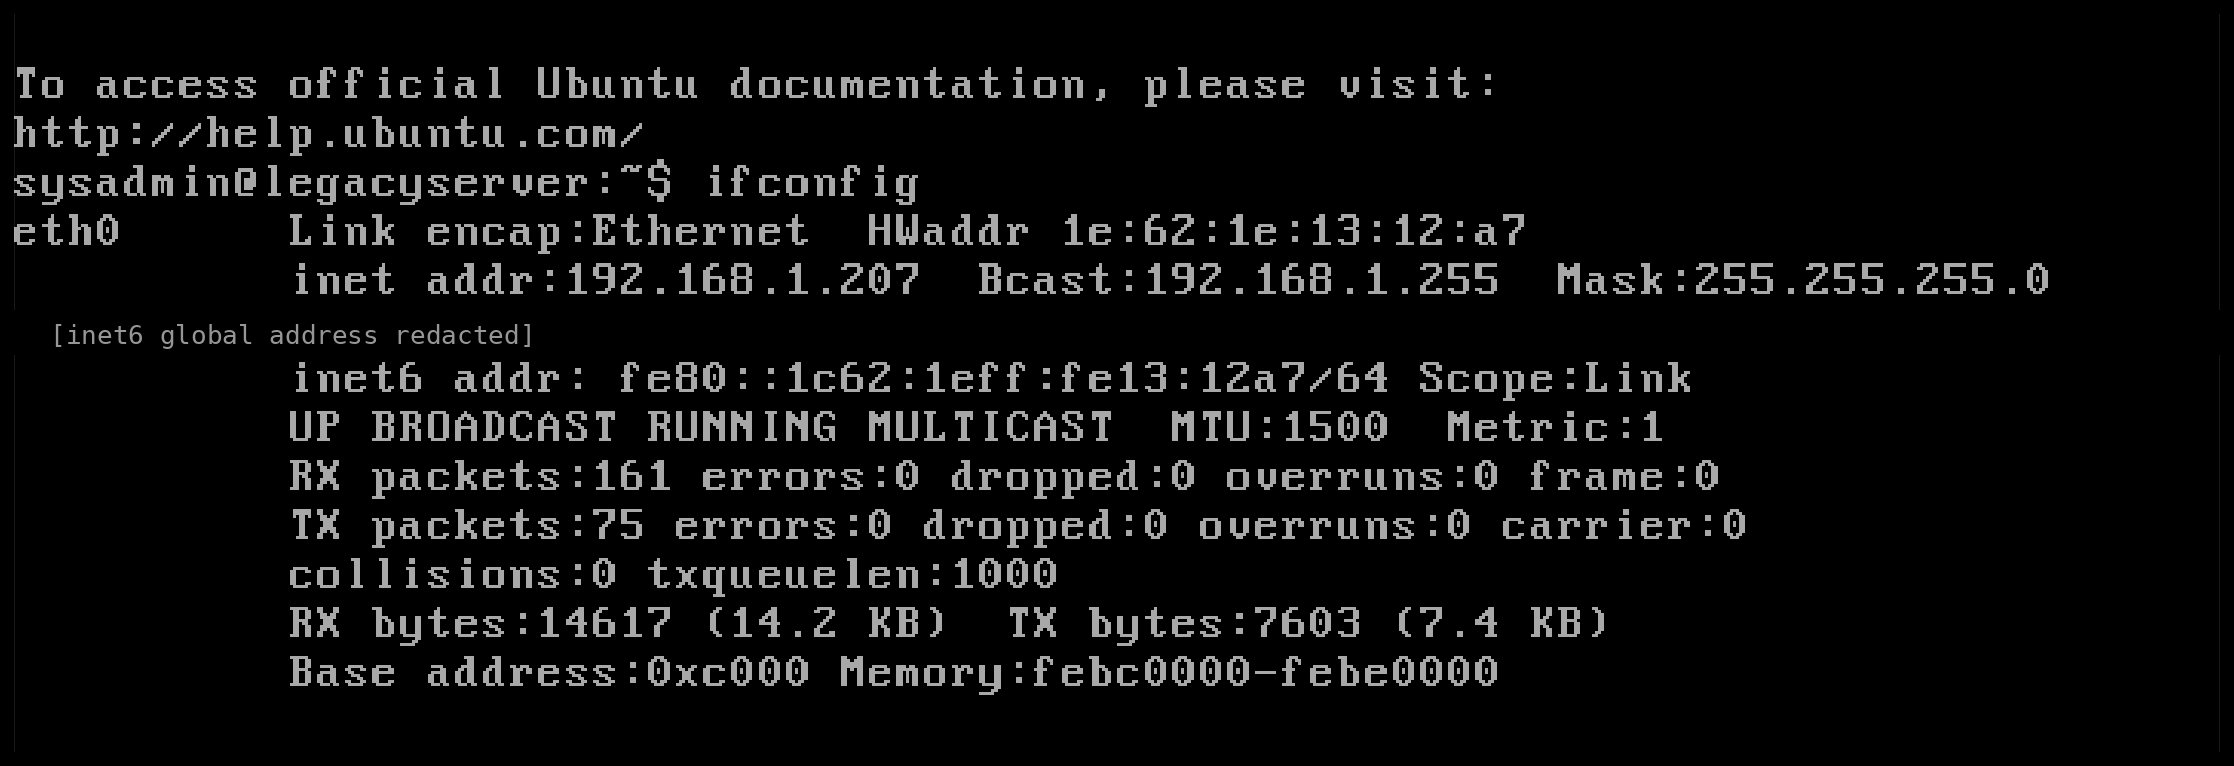 To access official Ubuntu documentation, please visit:
http://help.ubuntu.com/
sysadmin@legacyserver:~$ ifconfig
eth0      Link encap:Ethernet  HWaddr 1e:62:1e:13:12:a7
          inet addr:192.168.1.207  Bcast:192.168.1.255  Mask:255.255.255.0
[inet6 global address redacted]
          inet6 addr: fe80::1c62:1eff:fe13:12a7/64 Scope:Link
          UP BROADCAST RUNNING MULTICAST  MTU:1500  Metric:1
          RX packets:161 errors:0 dropped:0 overruns:0 frame:0
          TX packets:75 errors:0 dropped:0 overruns:0 carrier:0
          collisions:0 txqueuelen:1000
          RX bytes:14617 (14.2 KB)  TX bytes:7603 (7.4 KB)
          Base address:0xc000 Memory:febc0000-febe0000